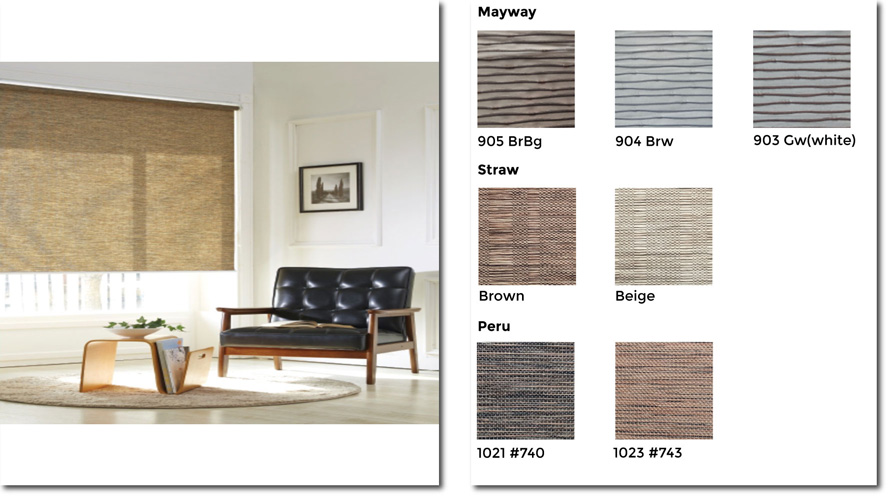 Mayway
905 BrBg
904 Brw
903 Gw(white)
Straw
Brown
Beige
Peru
1021 #740
1023 #743